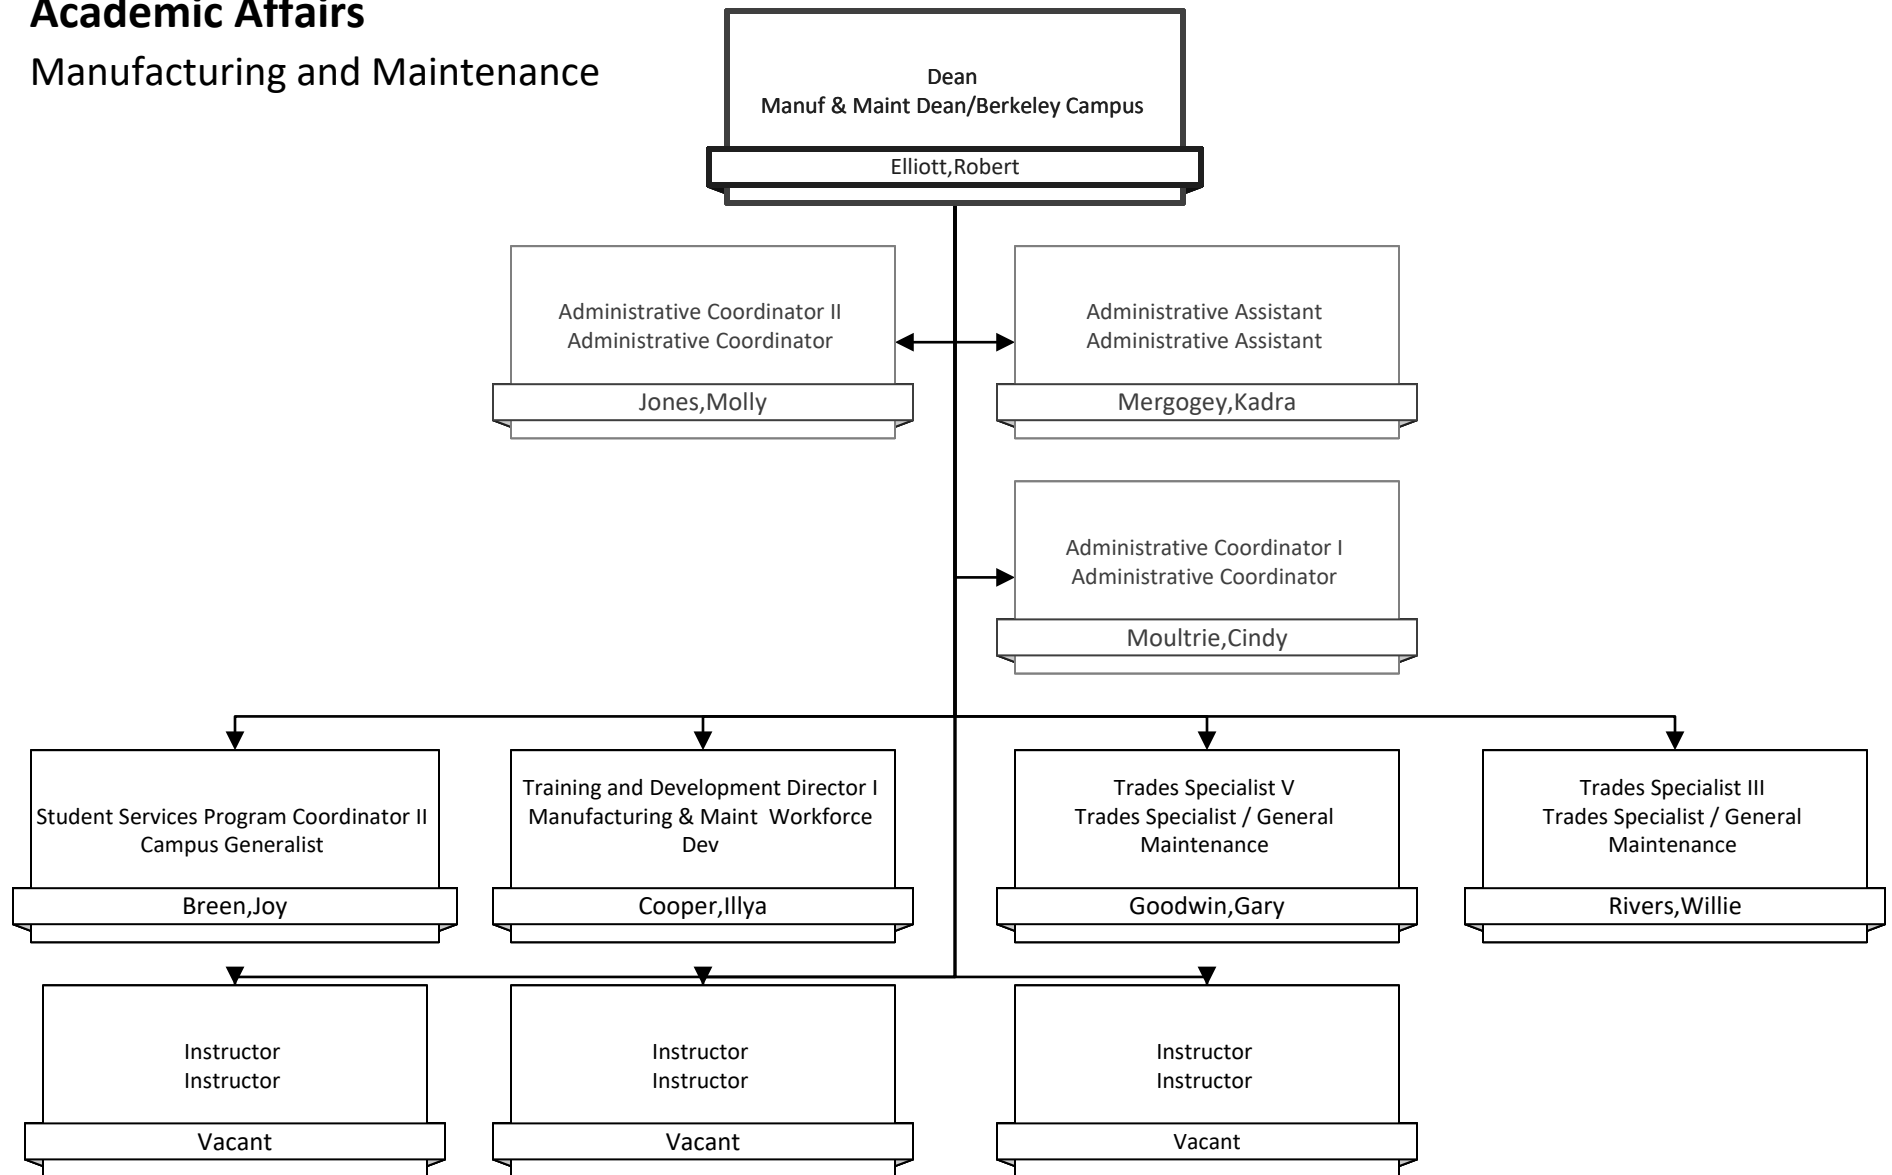 Academic Affairs
Manufacturing and Maintenance
Dean
Manuf & Maint Dean/Berkeley Campus
Elliott,Robert
Administrative Coordinator II
Administrative Coordinator
Jones,Molly
Administrative Assistant
Administrative Assistant
Mergogey,Kadra
Administrative Coordinator I
Administrative Coordinator
Moultrie,Cindy
Student Services Program Coordinator II
Campus Generalist
Breen,Joy
Training and Development Director I
Manufacturing & Maint  Workforce
Dev
Cooper,Illya
Trades Specialist V
Trades Specialist / General
Maintenance
Goodwin,Gary
Trades Specialist III
Trades Specialist / General
Maintenance
Rivers,Willie
Instructor
Instructor
Vacant
Instructor
Instructor
Vacant
Instructor
Instructor
Vacant